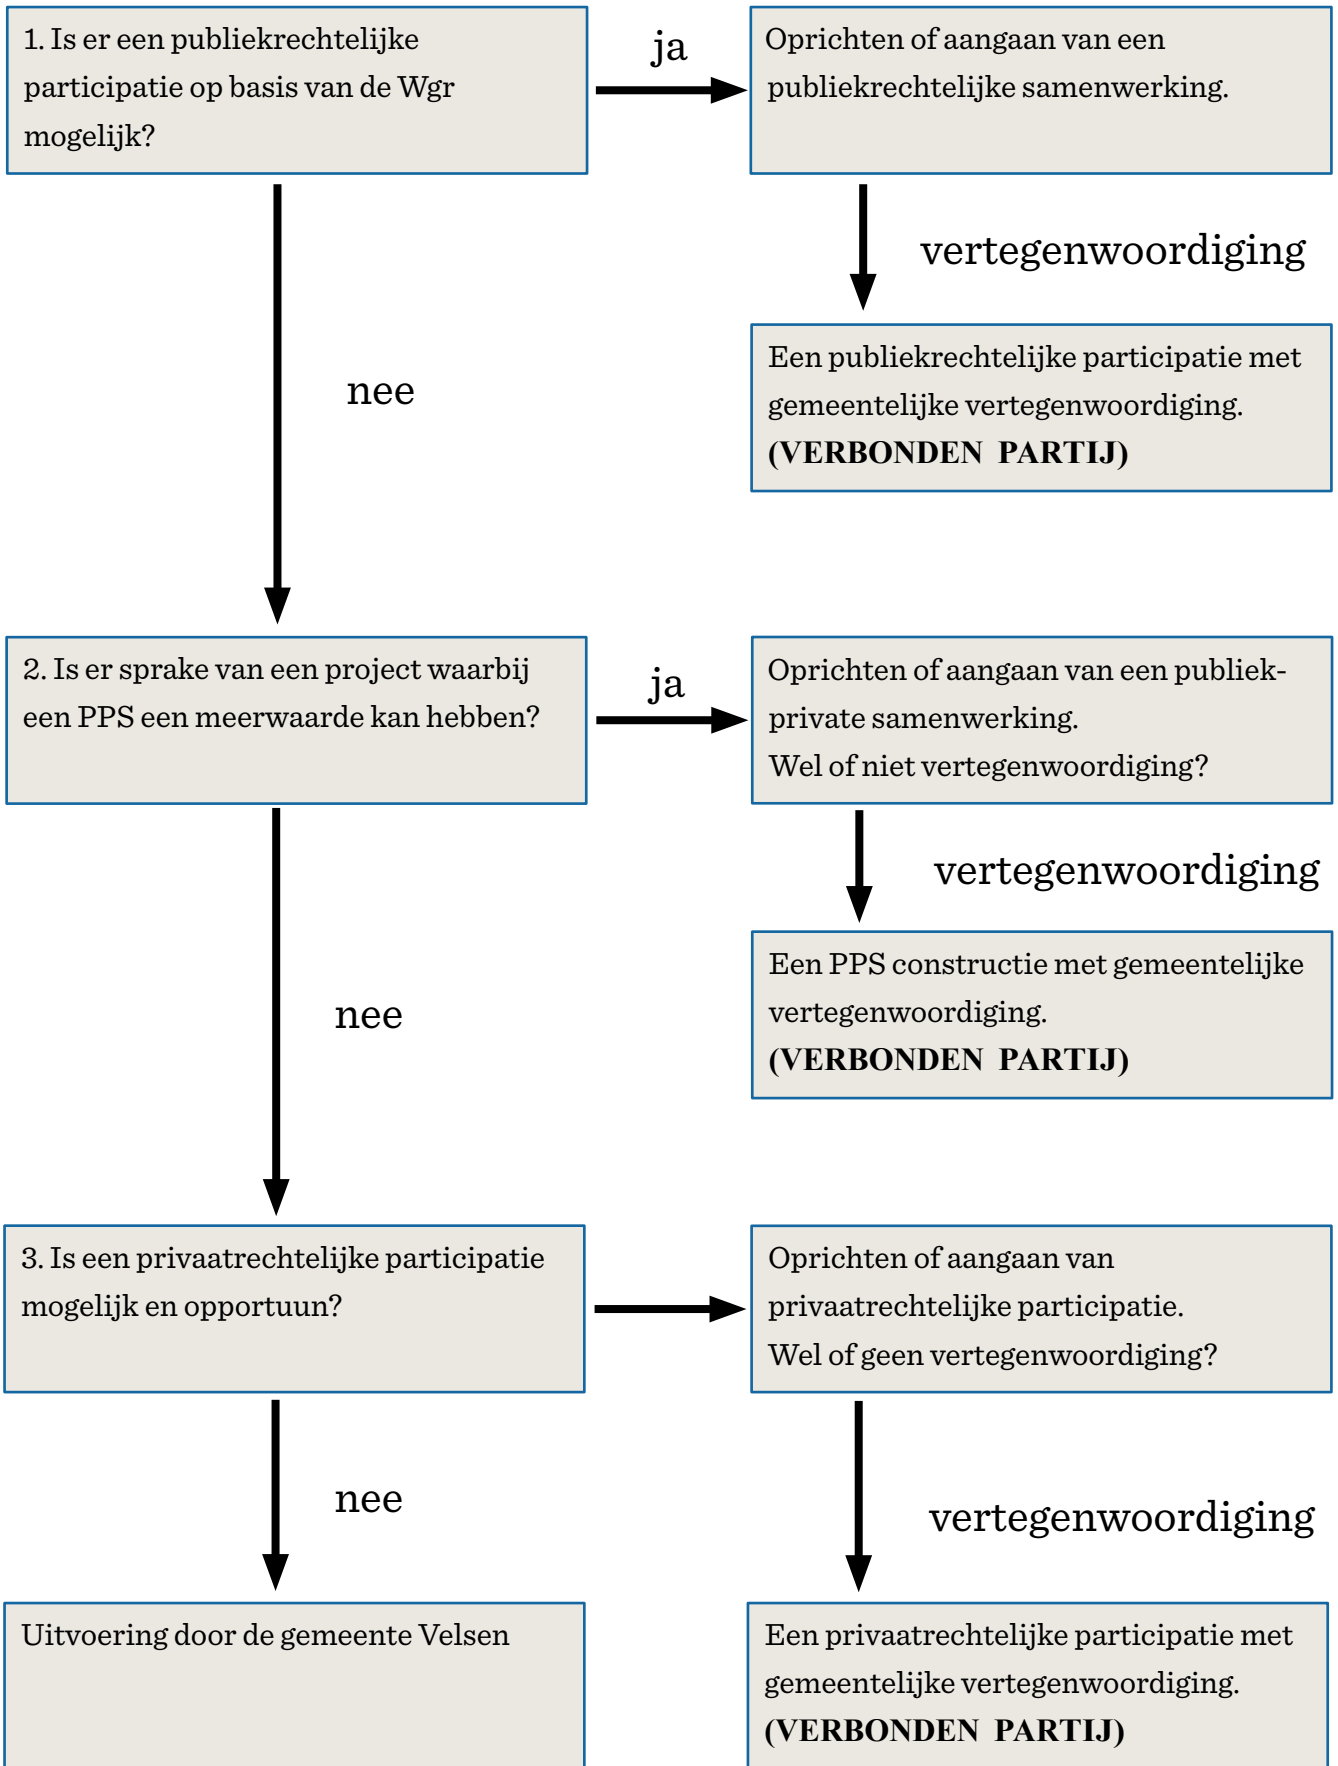 1. Is er een publiekrechtelijke
participatie op basis van de Wgr
mogelijk?
ja
Oprichten of aangaan van een
publiekrechtelijke samenwerking.
vertegenwoordiging
nee
Een publiekrechtelijke participatie met
gemeentelijke vertegenwoordiging.
(VERBONDEN PARTIJ)
2. Is er sprake van een project waarbij
een PPS een meerwaarde kan hebben?
ja
Oprichten of aangaan van een publiek-
private samenwerking.
Wel of niet vertegenwoordiging?
vertegenwoordiging
nee
Een PPS constructie met gemeentelijke
vertegenwoordiging.
(VERBONDEN PARTIJ)
3. Is een privaatrechtelijke participatie
mogelijk en opportuun?
Oprichten of aangaan van
privaatrechtelijke participatie.
Wel of geen vertegenwoordiging?
nee
vertegenwoordiging
Uitvoering door de gemeente Velsen
Een privaatrechtelijke participatie met
gemeentelijke vertegenwoordiging.
(VERBONDEN PARTIJ)